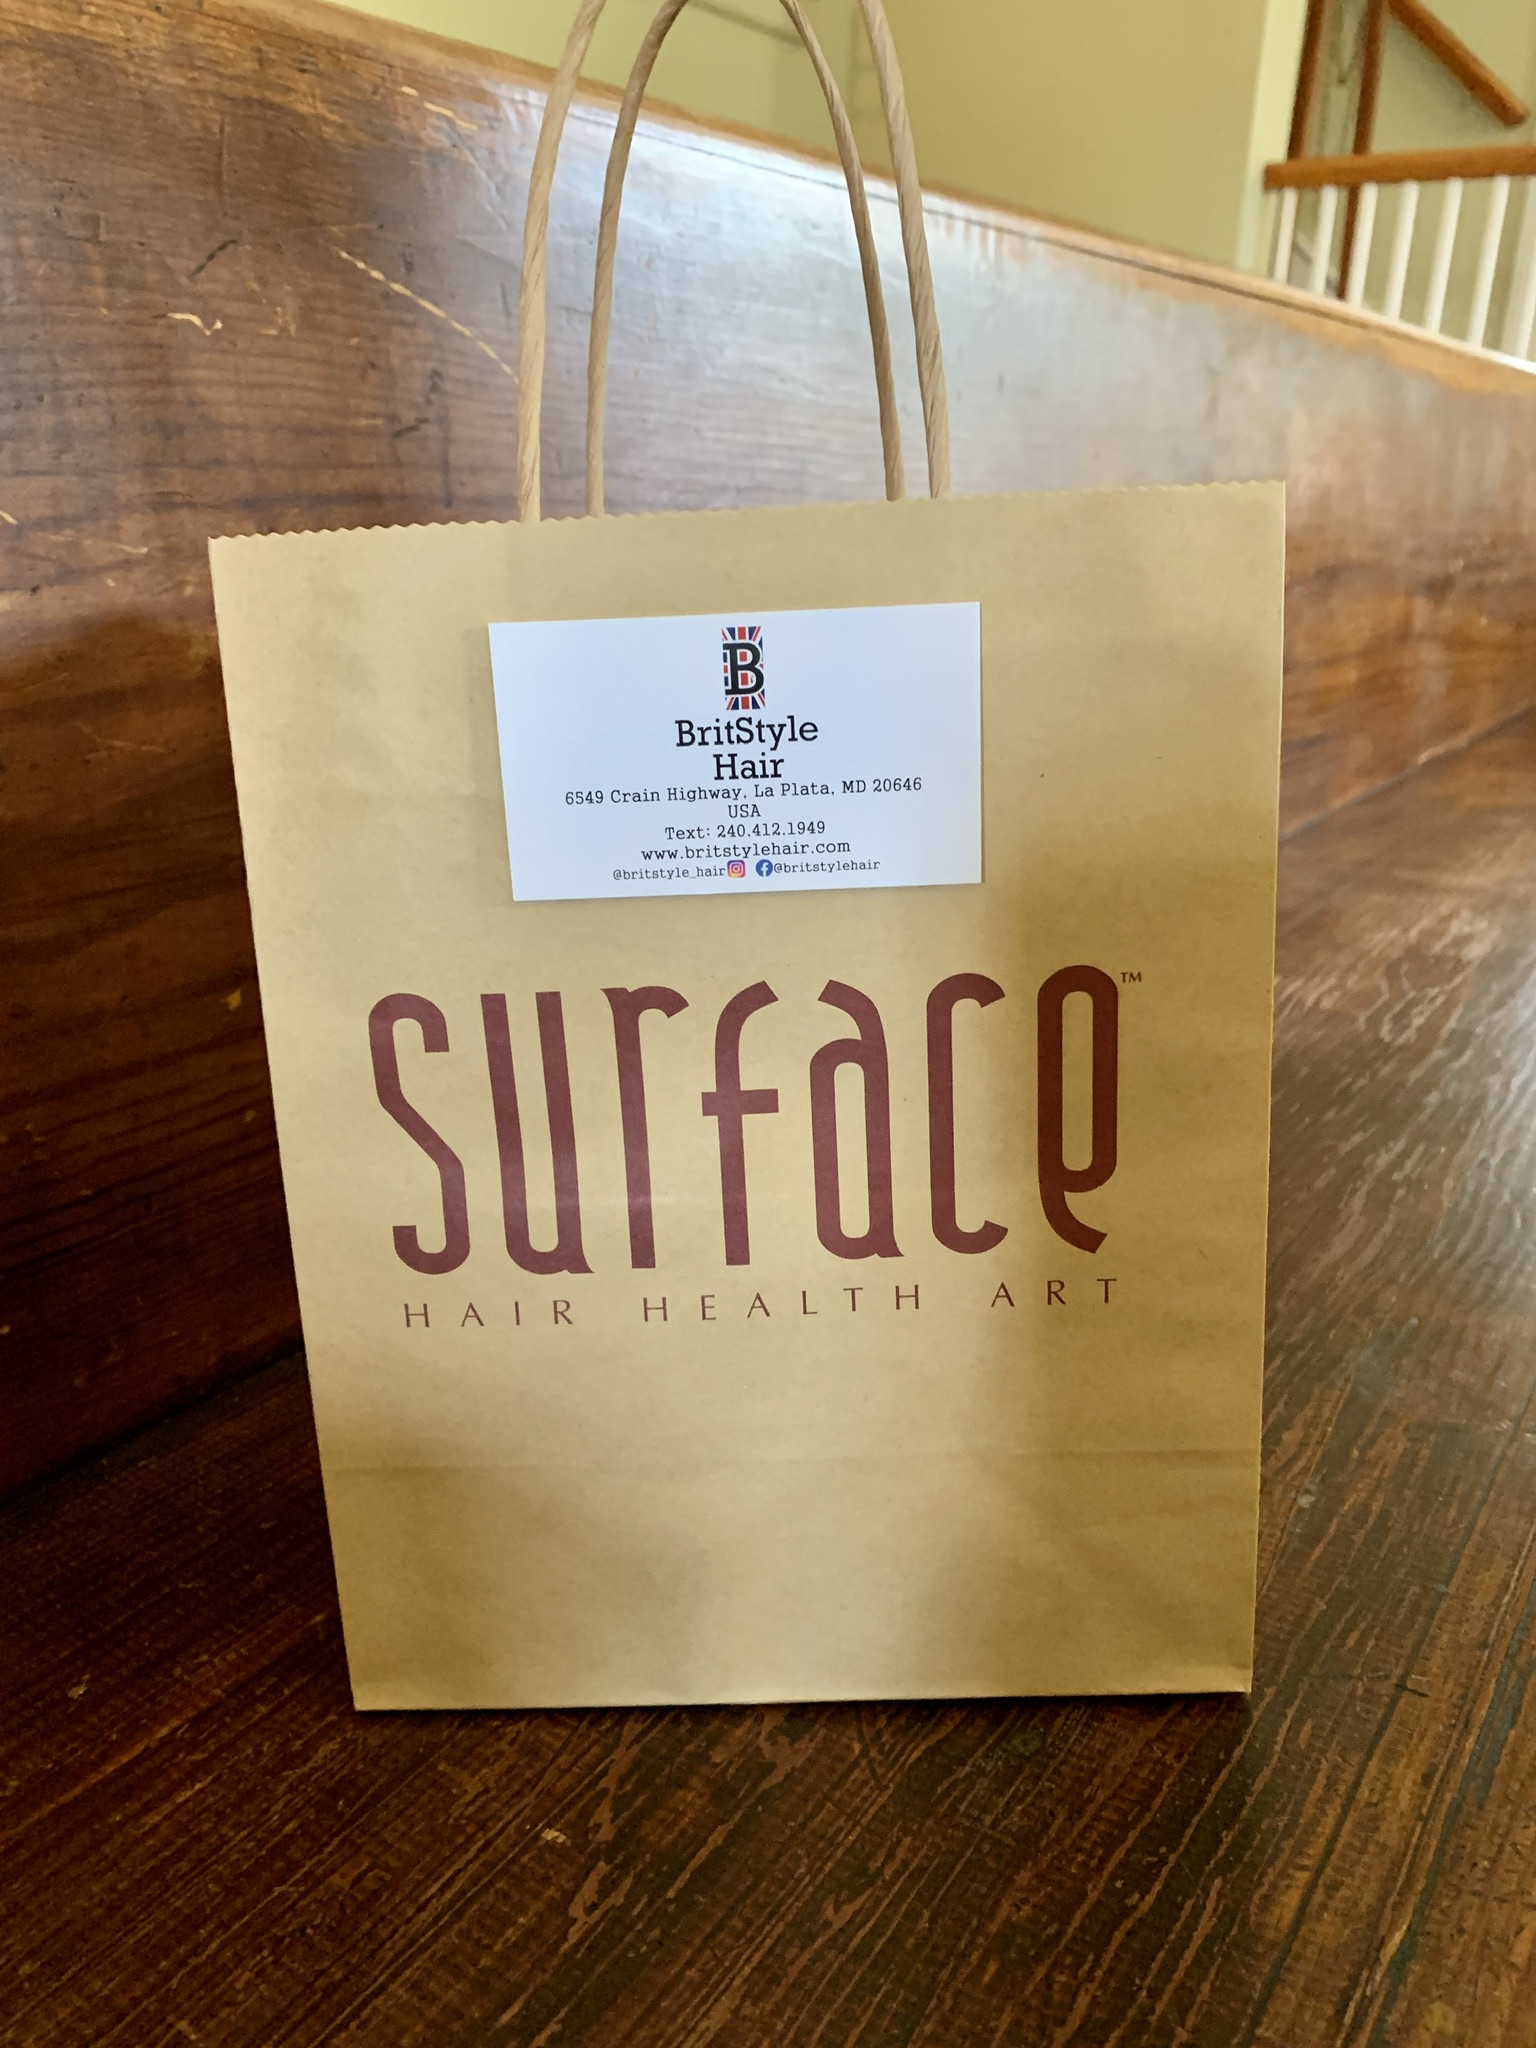 B
BritStyle
Hair
6549 Crain Highway, La Plata, MD 20646
USA
Text: 240.412.1949
www.britstylehair.com
@britstyle_hair @britstylehair
surface™
HAIR HEALTH ART